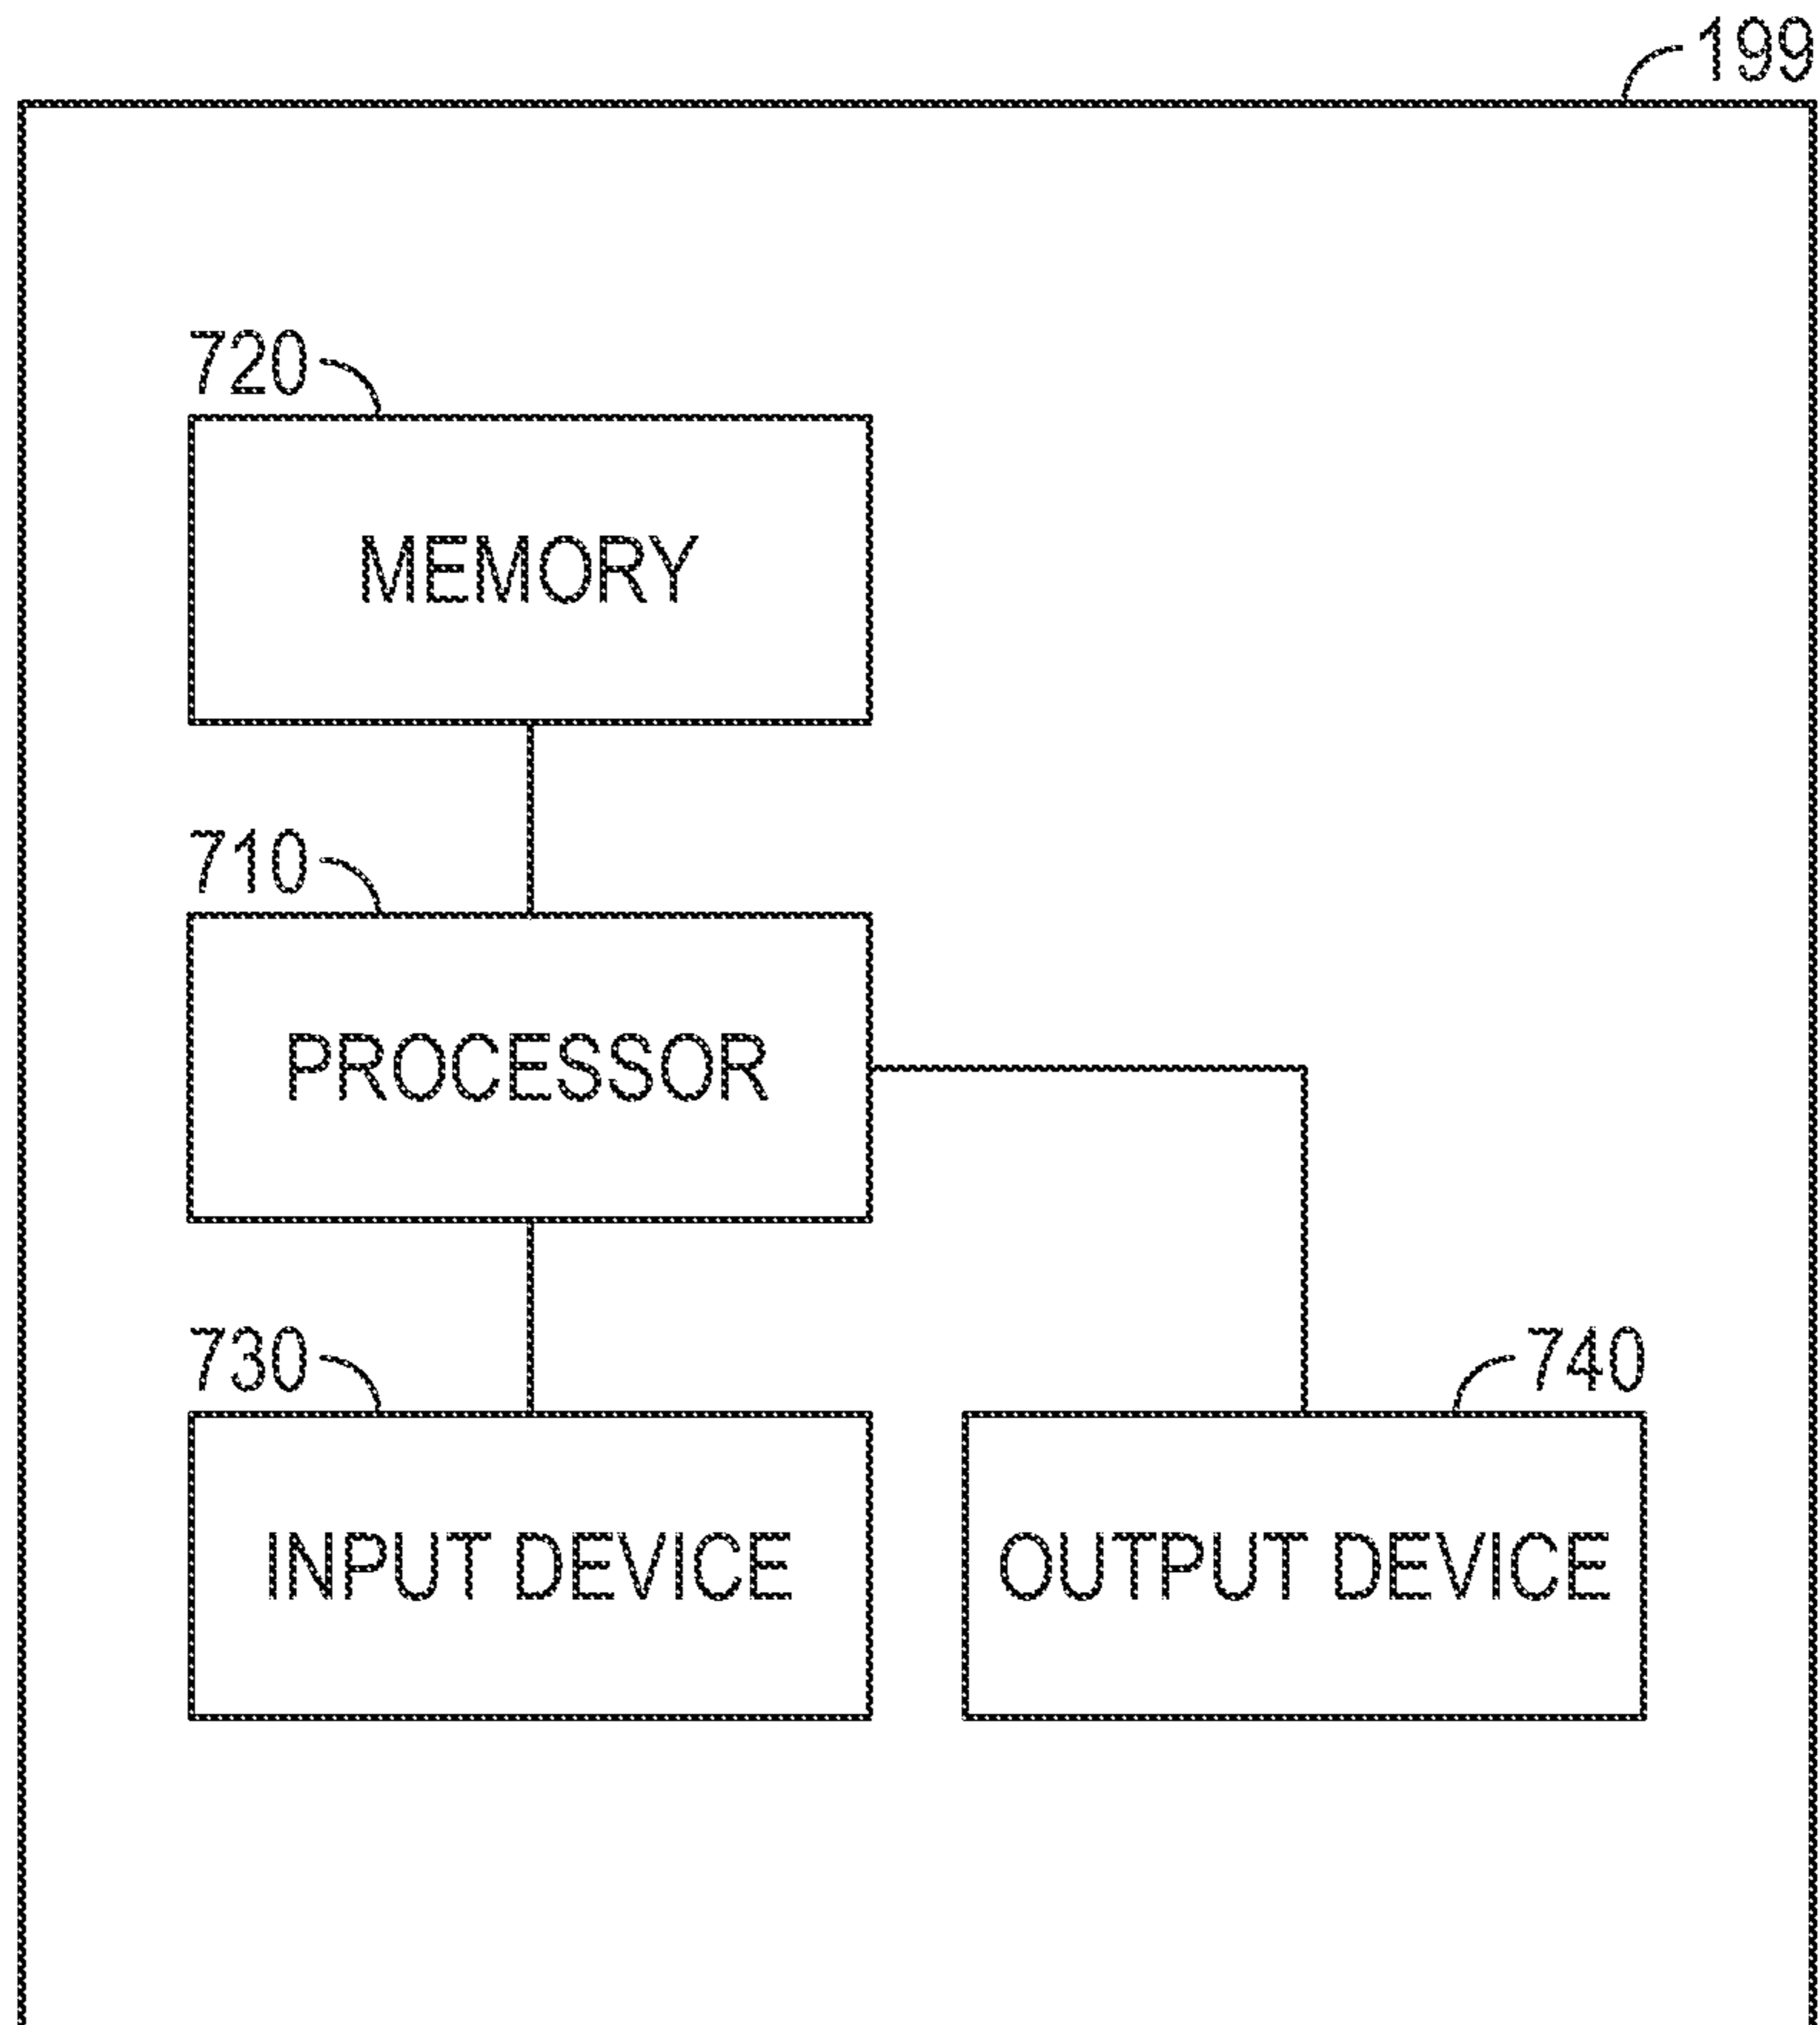 199
720
MEMORY
710
PROCESSOR
730
740
INPUT DEVICE
OUTPUT DEVICE